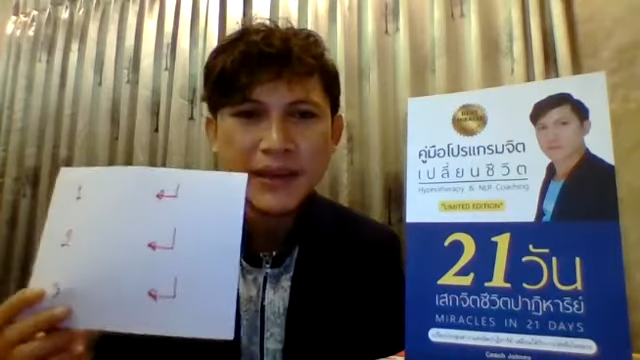 1
2
3
คู่มือโปรแกรมจิต
เปลี่ยนชีวิต
Hypnotherapy & NLP Coaching
"LIMITED EDITION"
21 วัน
เสกจิตชีวิตปาฏิหาริย์
MIRACLES IN 21 DAYS
Coach